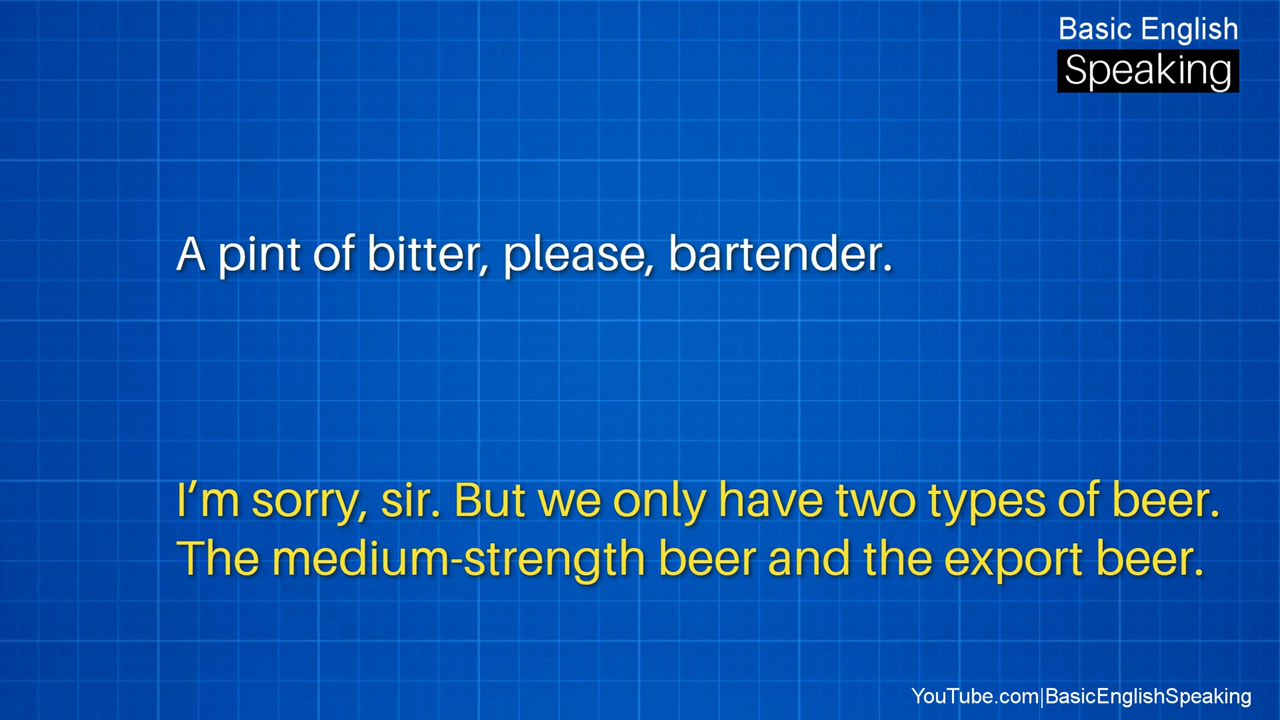 Basic English
Speaking
A pint of bitter, please, bartender.
I’m sorry, sir. But we only have two types of beer.
The medium-strength beer and the export beer.
YouTube.com|BasicEnglishSpeaking